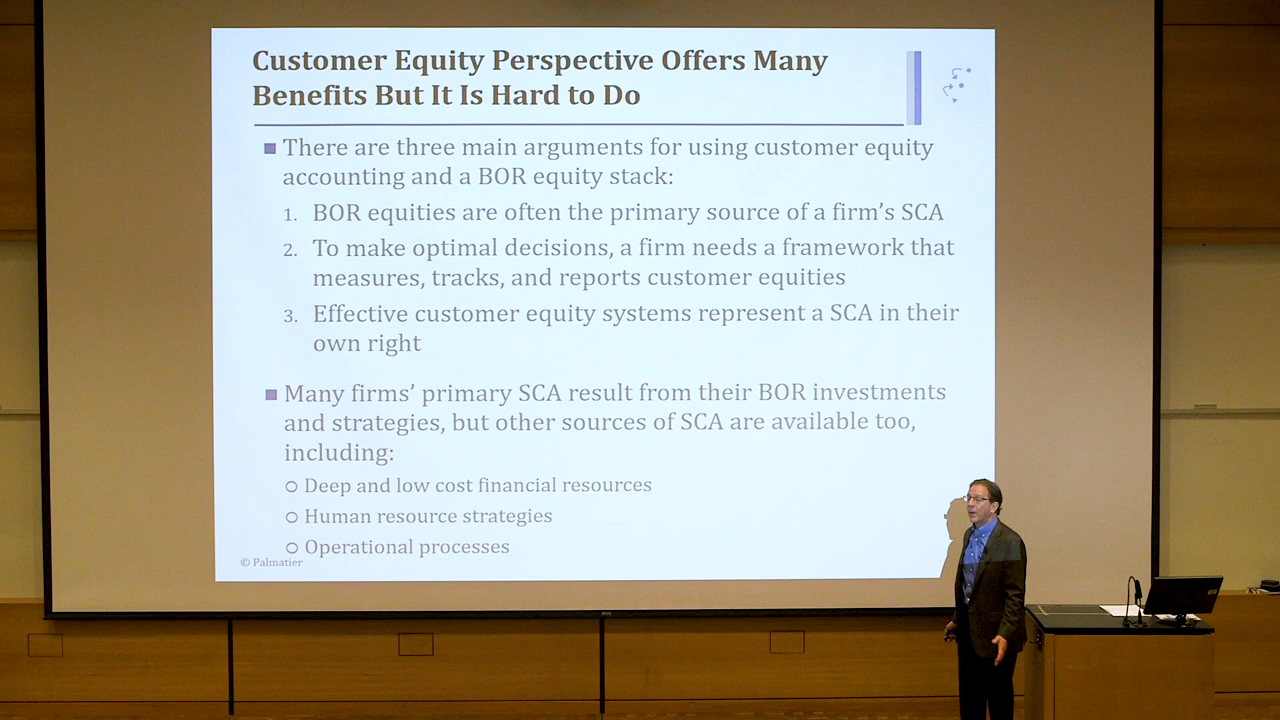 Customer Equity Perspective Offers Many
Benefits But It Is Hard to Do
There are three main arguments for using customer equity
accounting and a BOR equity stack:
1. BOR equities are often the primary source of a firm's SCA
2. To make optimal decisions, a firm needs a framework that
measures, tracks, and reports customer equities
3. Effective customer equity systems represent a SCA in their
own right
Many firms' primary SCA result from their BOR investments
and strategies, but other sources of SCA are available too,
including:
Deep and low cost financial resources
Human resource strategies
Operational processes
© Palmatier